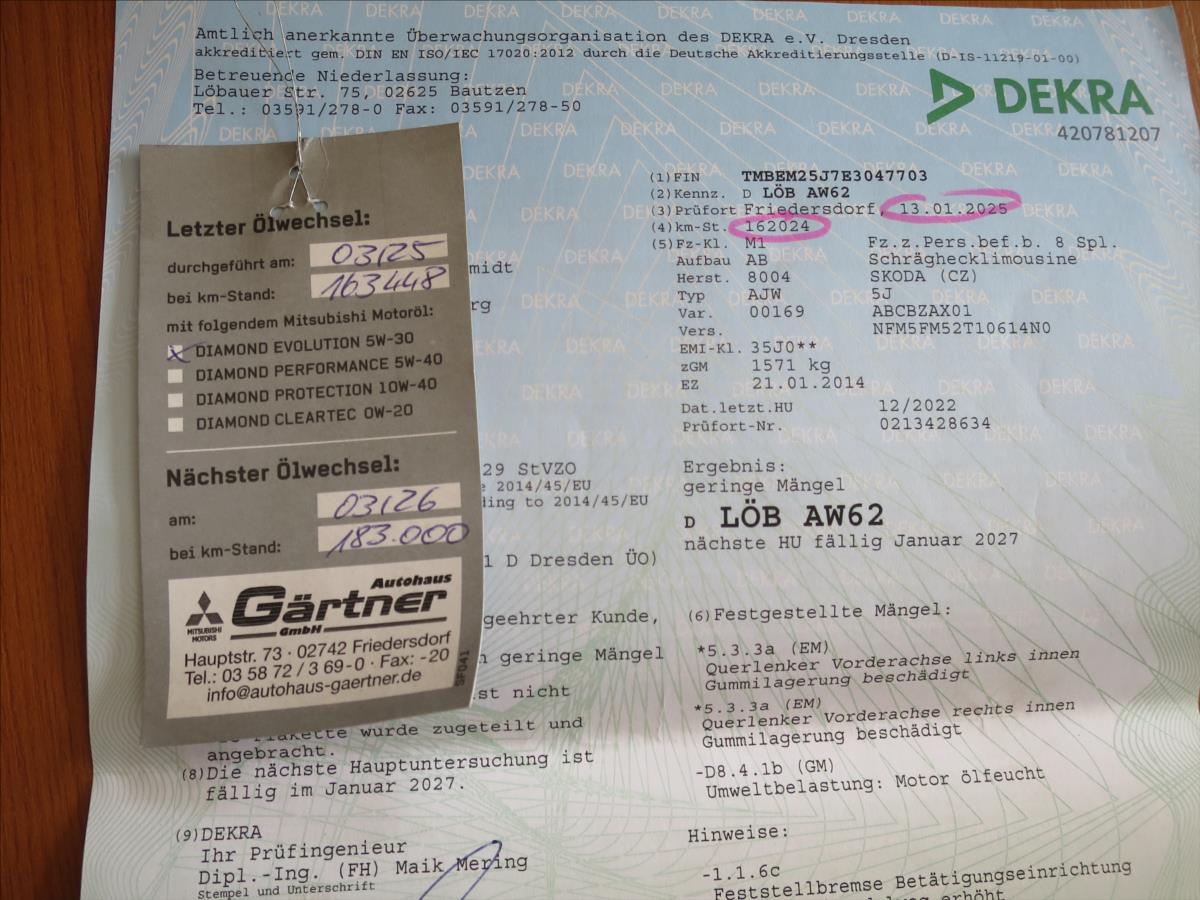 Amtlich anerkannte Überwachungsorganisation des DEKRA e.V. Dresden
akkreditiert gem. DIN EN ISO/IEC 17020:2012 durch die Deutsche Akkreditierungsstelle (D-IS-11219-01-00)
Betreuende Niederlassung:
Löbauer Str. 75, 02625 Bautzen
Tel.: 03591/278-0 Fax: 03591/278-50
DEKRA
420781207
Letzter Ölwechsel:
durchgeführt am: 03/25
bei km-Stand: 163448
mit folgendem Mitsubishi Motoröl:
x DIAMOND EVOLUTION 5W-30
DIAMOND PERFORMANCE 5W-40
DIAMOND PROTECTION 10W-40
DIAMOND CLEARTEC 0W-20
Nächster Ölwechsel:
am: 03/26
bei km-Stand: 183.000
MITSUBISHI MOTORS
Autohaus
Gärtner
GmbH
Hauptstr. 73 · 02742 Friedersdorf
Tel.: 03 58 72 / 3 69-0 · Fax: -20
info@autohaus-gaertner.de
SF041
(1) FIN TMBEM25J7E3047703
(2) Kennz. D LÖB AW62
(3) Prüfort Friedersdorf, 13.01.2025
(4) km-St. 162024
(5) Fz-Kl. M1 Fz.z.Pers.bef.b. 8 Spl.
Aufbau AB Schräghecklimousine
Herst. 8004 SKODA (CZ)
Typ AJW 5J
Var. 00169 ABCBZAX01
Vers. NFM5FM52T10614N0
EMI-Kl. 35J0**
zGM 1571 kg
EZ 21.01.2014
Dat.letzt.HU 12/2022
Prüfort-Nr. 0213428634
midt
rg
29 StVZO
e 2014/45/EU
ding to 2014/45/EU
1 D Dresden ÜO)
geehrter Kunde,
geringe Mängel
ist nicht
Plakette wurde zugeteilt und
angebracht.
(8) Die nächste Hauptuntersuchung ist
fällig im Januar 2027.
(9) DEKRA
Ihr Prüfingenieur
Dipl.-Ing. (FH) Maik Mering
Stempel und Unterschrift
Ergebnis:
geringe Mängel
D LÖB AW62
nächste HU fällig Januar 2027
(6) Festgestellte Mängel:
*5.3.3a (EM)
Querlenker Vorderachse links innen
Gummilagerung beschädigt
*5.3.3a (EM)
Querlenker Vorderachse rechts innen
Gummilagerung beschädigt
-D8.4.1b (GM)
Umweltbelastung: Motor ölfeucht
Hinweise:
-1.1.6c
Feststellbremse Betätigungseinrichtung
erhöht